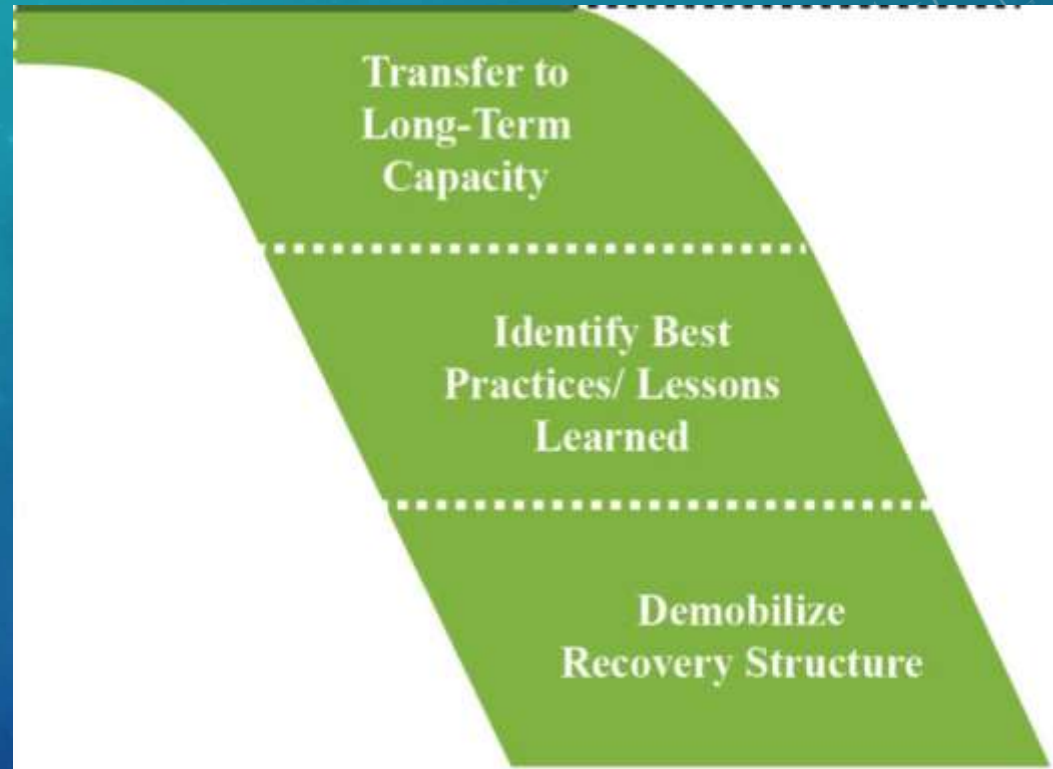 Transfer to
Long-Term
Capacity
Identify Best
Practices/ Lessons
Learned
Demobilize
Recovery Structure